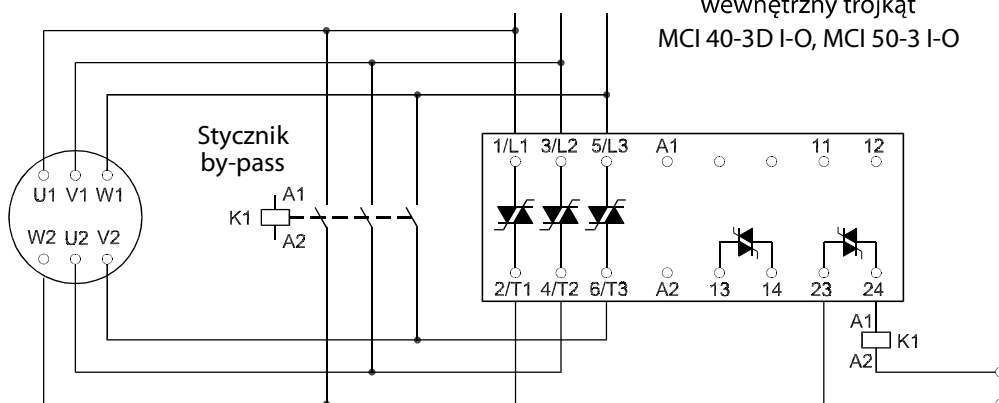 wewnętrzny trójkąt
MCI 40-3D I-O, MCI 50-3 I-O
Stycznik
by-pass
1/L1 3/L2 5/L3 A1 11 12
U1 V1 W1
A1
K1
A2
W2 U2 V2
2/T1 4/T2 6/T3 A2 13 14 23 24
A1
K1
A2